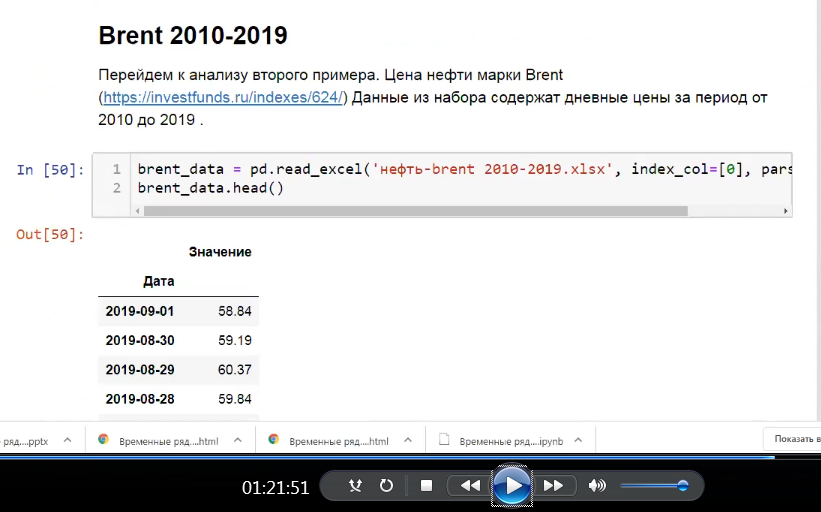 Brent 2010-2019
Перейдем к анализу второго примера. Цена нефти марки Brent
(https://investfunds.ru/indexes/624/) Данные из набора содержат дневные цены за период от
2010 до 2019 .
In [50]:
1 brent_data = pd.read_excel('нефть-brent 2010-2019.xlsx', index_col=[0], pars
2 brent_data.head()
Out[50]:
Значение
Дата
2019-09-01 58.84
2019-08-30 59.19
2019-08-29 60.37
2019-08-28 59.84
ряд....pptx
Временные ряд....html
Временные ряд....html
Временные ряд....ipynb
Показать в
01:21:51